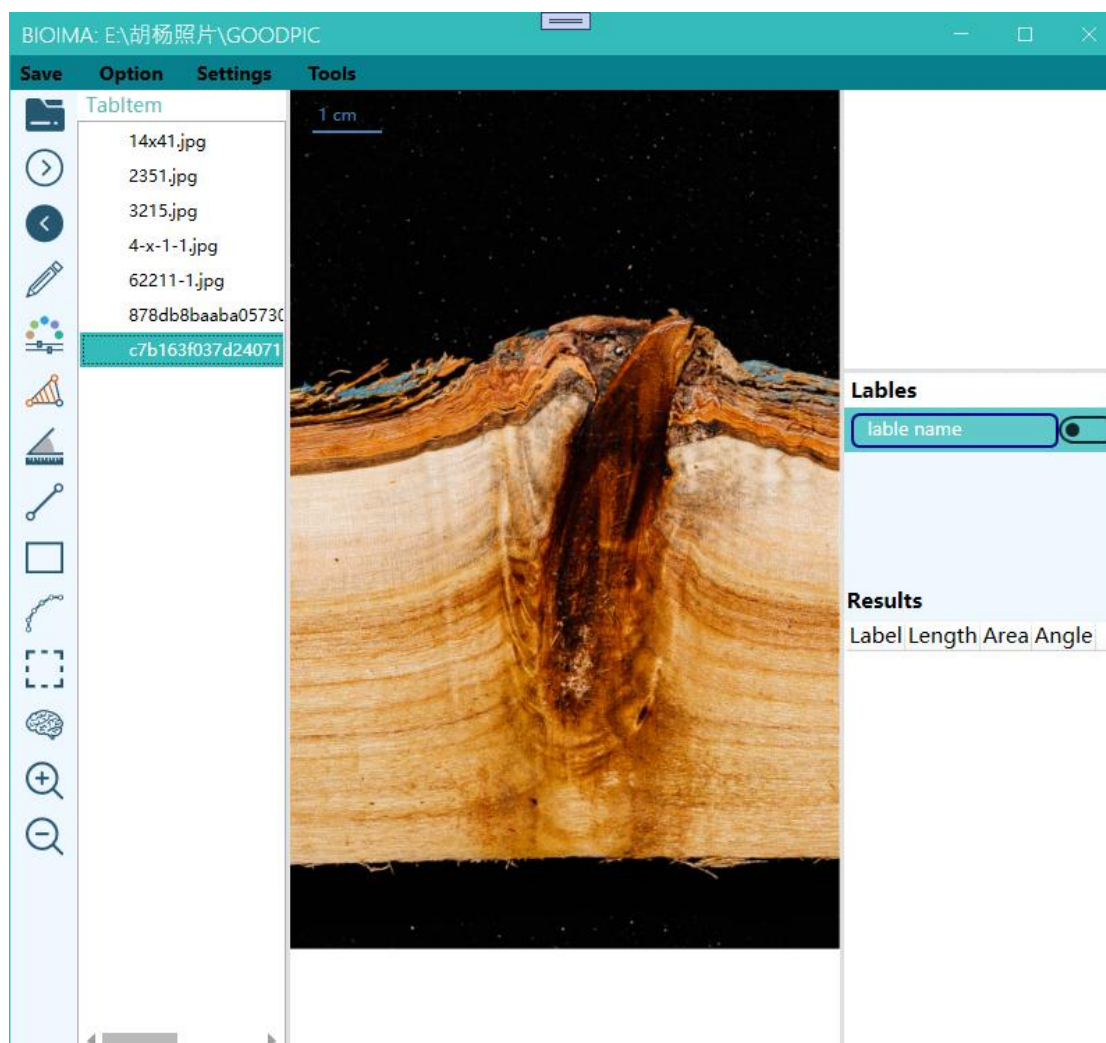 BIOIMA: E:\胡杨照片\GOODPIC
Save Option Settings Tools
TabItem
14x41.jpg
2351.jpg
3215.jpg
4-x-1-1.jpg
62211-1.jpg
878db8baaba05730
c7b163f037d24071
1 cm
Lables
lable name
Results
Label Length Area Angle